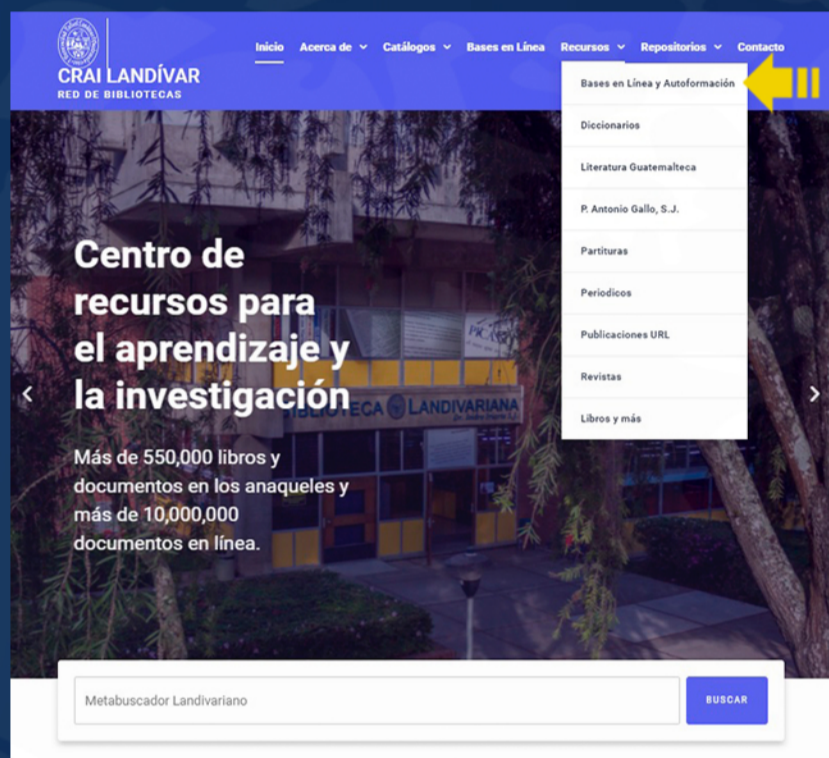 Inicio Acerca de Catálogos Bases en Línea Recursos Repositorios Contacto
CRAI LANDÍVAR
RED DE BIBLIOTECAS
Bases en Línea y Autoformación
Diccionarios
Literatura Guatemalteca
P. Antonio Gallo, S.J.
Partituras
Periodicos
Publicaciones URL
Revistas
Libros y más
Centro de
recursos para
el aprendizaje y
la investigación
BIBLIOTECA LANDIVARIANA
Más de 550,000 libros y
documentos en los anaqueles y
más de 10,000,000
documentos en línea.
Metabuscador Landivariano
BUSCAR